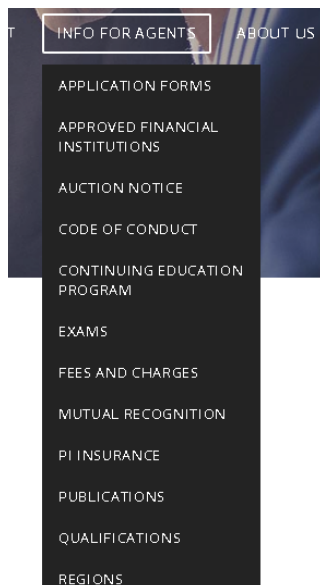 T
INFO FOR AGENTS
ABOUT US
APPLICATION FORMS
APPROVED FINANCIAL
INSTITUTIONS
AUCTION NOTICE
CODE OF CONDUCT
CONTINUING EDUCATION
PROGRAM
EXAMS
FEES AND CHARGES
MUTUAL RECOGNITION
PI INSURANCE
PUBLICATIONS
QUALIFICATIONS
REGIONS